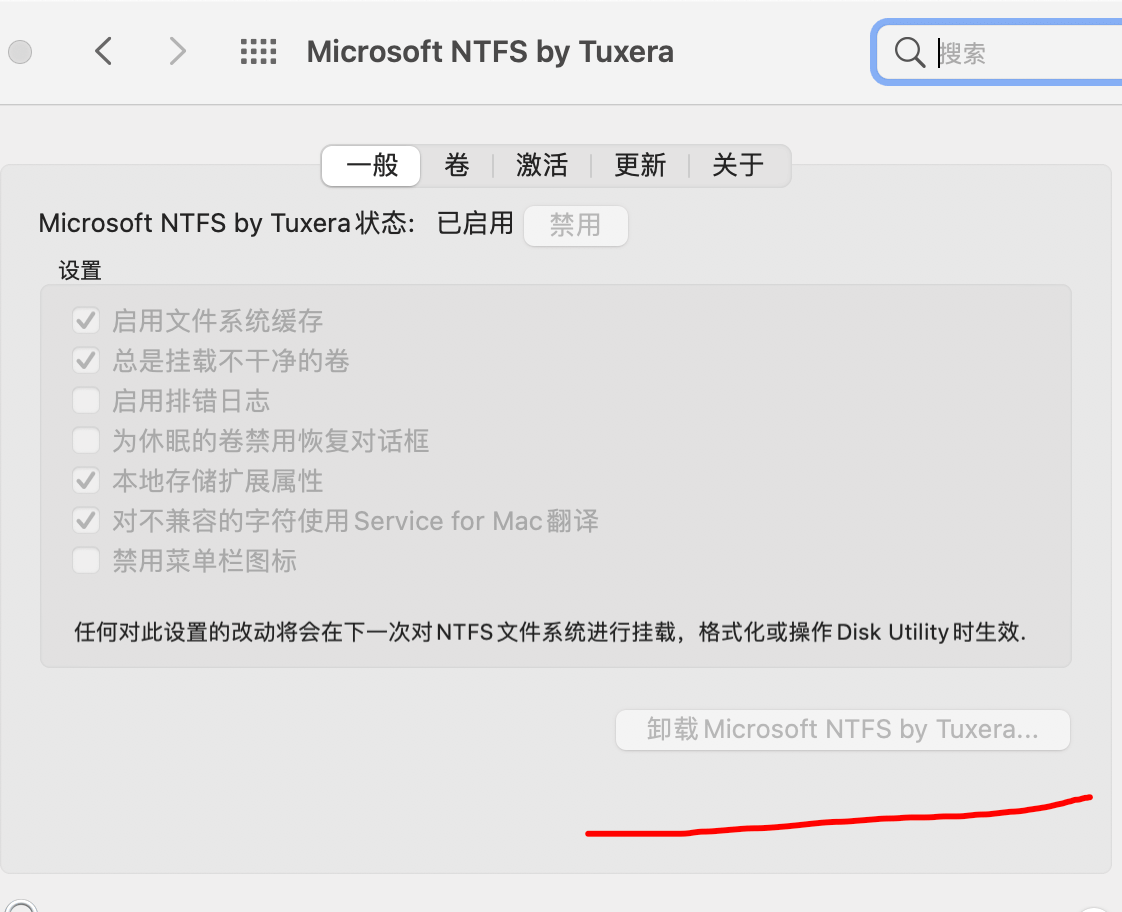 Microsoft NTFS by Tuxera
搜索
一般 卷 激活 更新 关于
Microsoft NTFS by Tuxera状态: 已启用 禁用
设置
启用文件系统缓存
总是挂载不干净的卷
启用排错日志
为休眠的卷禁用恢复对话框
本地存储扩展属性
对不兼容的字符使用Service for Mac翻译
禁用菜单栏图标
任何对此设置的改动将会在下一次对NTFS文件系统进行挂载，格式化或操作Disk Utility时生效.
卸载Microsoft NTFS by Tuxera...